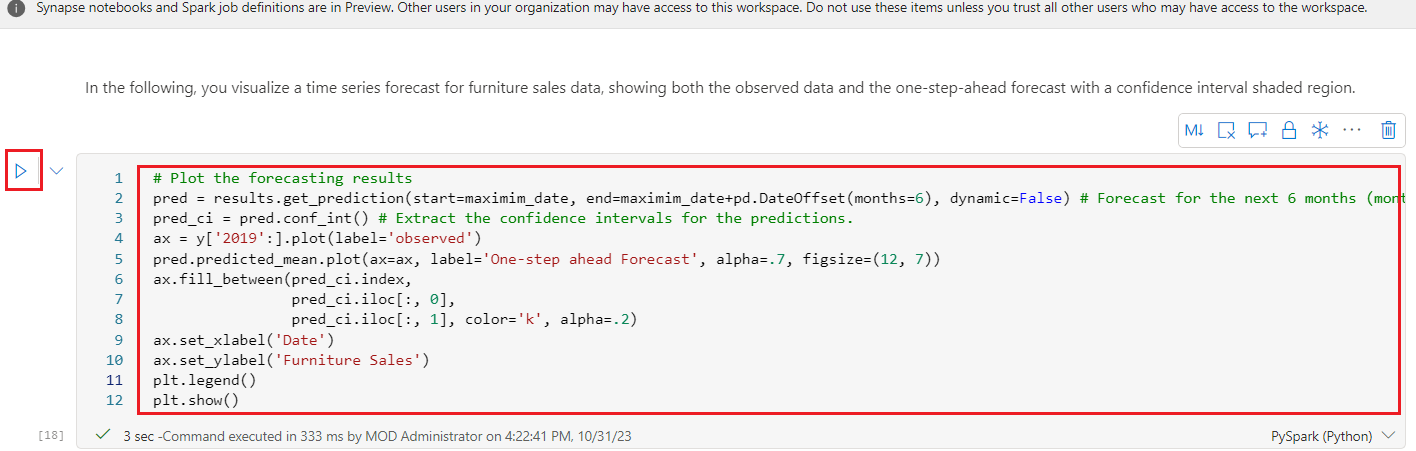 Synapse notebooks and Spark job definitions are in Preview. Other users in your organization may have access to this workspace. Do not use these items unless you trust all other users who may have access to the workspace.
In the following, you visualize a time series forecast for furniture sales data, showing both the observed data and the one-step-ahead forecast with a confidence interval shaded region.
M↓
1 # Plot the forecasting results
2 pred = results.get_prediction(start=maximim_date, end=maximim_date+pd.DateOffset(months=6), dynamic=False) # Forecast for the next 6 months (mont
3 pred_ci = pred.conf_int() # Extract the confidence intervals for the predictions.
4 ax = y['2019':].plot(label='observed')
5 pred.predicted_mean.plot(ax=ax, label='One-step ahead Forecast', alpha=.7, figsize=(12, 7))
6 ax.fill_between(pred_ci.index,
7 pred_ci.iloc[:, 0],
8 pred_ci.iloc[:, 1], color='k', alpha=.2)
9 ax.set_xlabel('Date')
10 ax.set_ylabel('Furniture Sales')
11 plt.legend()
12 plt.show()
[18] 3 sec -Command executed in 333 ms by MOD Administrator on 4:22:41 PM, 10/31/23 PySpark (Python)